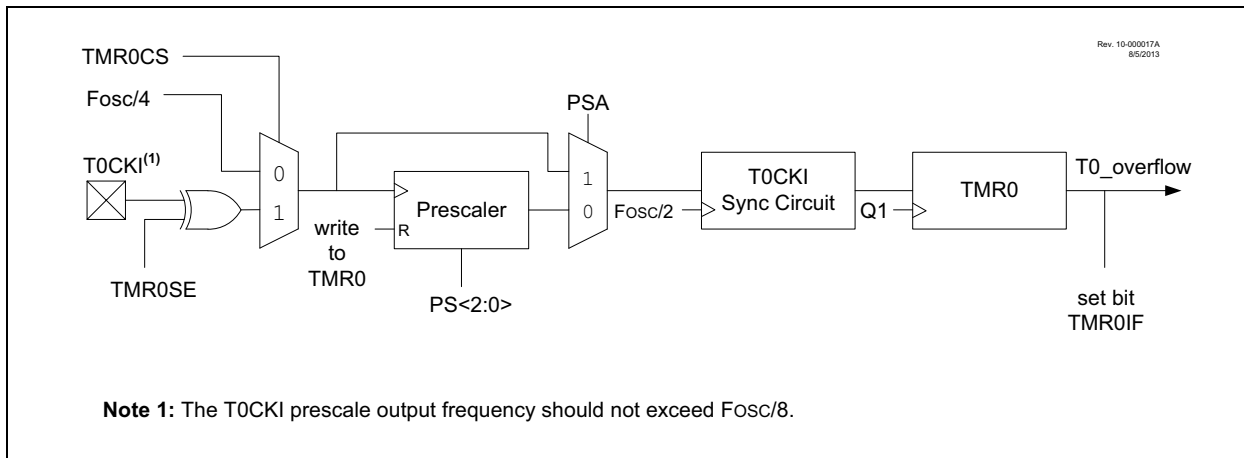 Rev. 10-000017A
8/5/2013
TMR0CS
Fosc/4
PSA
T0CKI(1)
0
1
1
0
T0CKI
Sync Circuit
TMR0
T0_overflow
Prescaler
R
FOSC/2
Q1
write
to
TMR0
TMR0SE
PS<2:0>
set bit
TMR0IF
Note 1: The T0CKI prescale output frequency should not exceed FOSC/8.